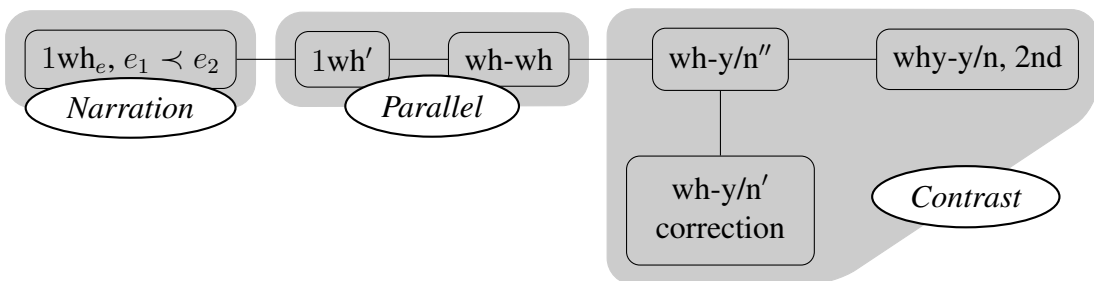 1wh_e, e_1 ≺ e_2
1wh′
wh-wh
wh-y/n″
why-y/n, 2nd
Narration
Parallel
wh-y/n′
correction
Contrast